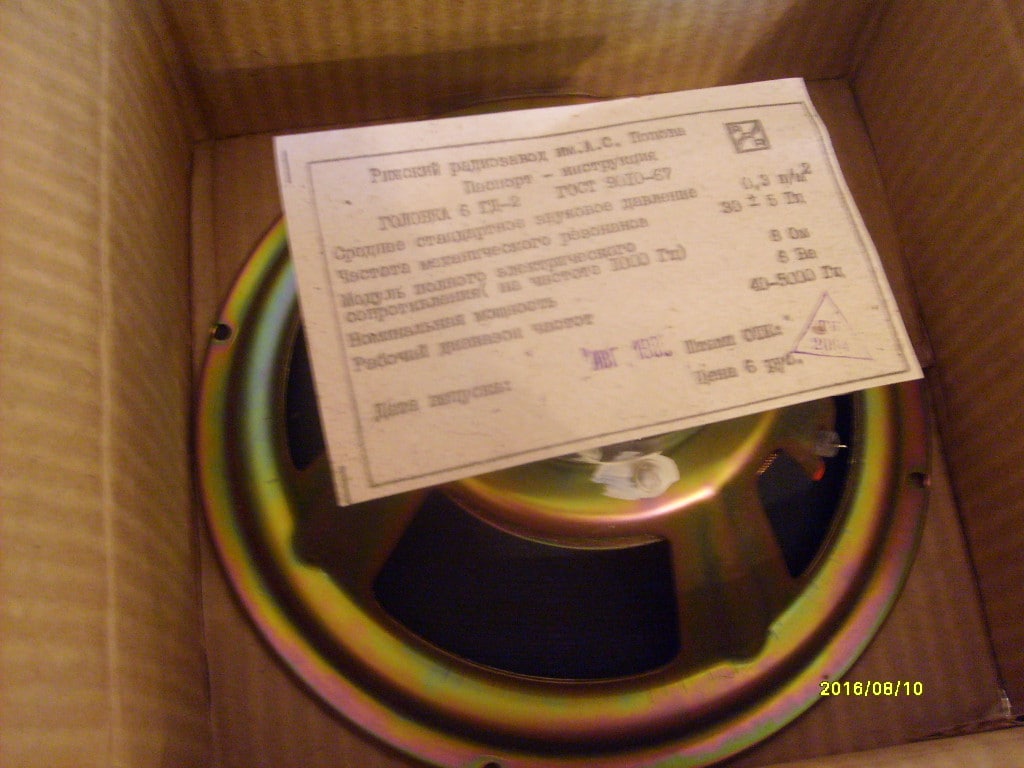 Рижский радиозавод им.А.С. Попова
Паспорт - инструкция
ГОЛОВКА 6 ГД-2 ГОСТ 9010-67
Среднее стандартное звуковое давление 0,3 н/м²
Частота механического резонанса 30 ± 5 Гц
Модуль полного электрического
сопротивления( на частоте 1000 Гц) 8 Ом
Номинальная мощность 6 Вт
Рабочий диапазон частот 40-5000 Гц
Дата выпуска: Штамп ОТК:
Цена 6 руб.
2016/08/10